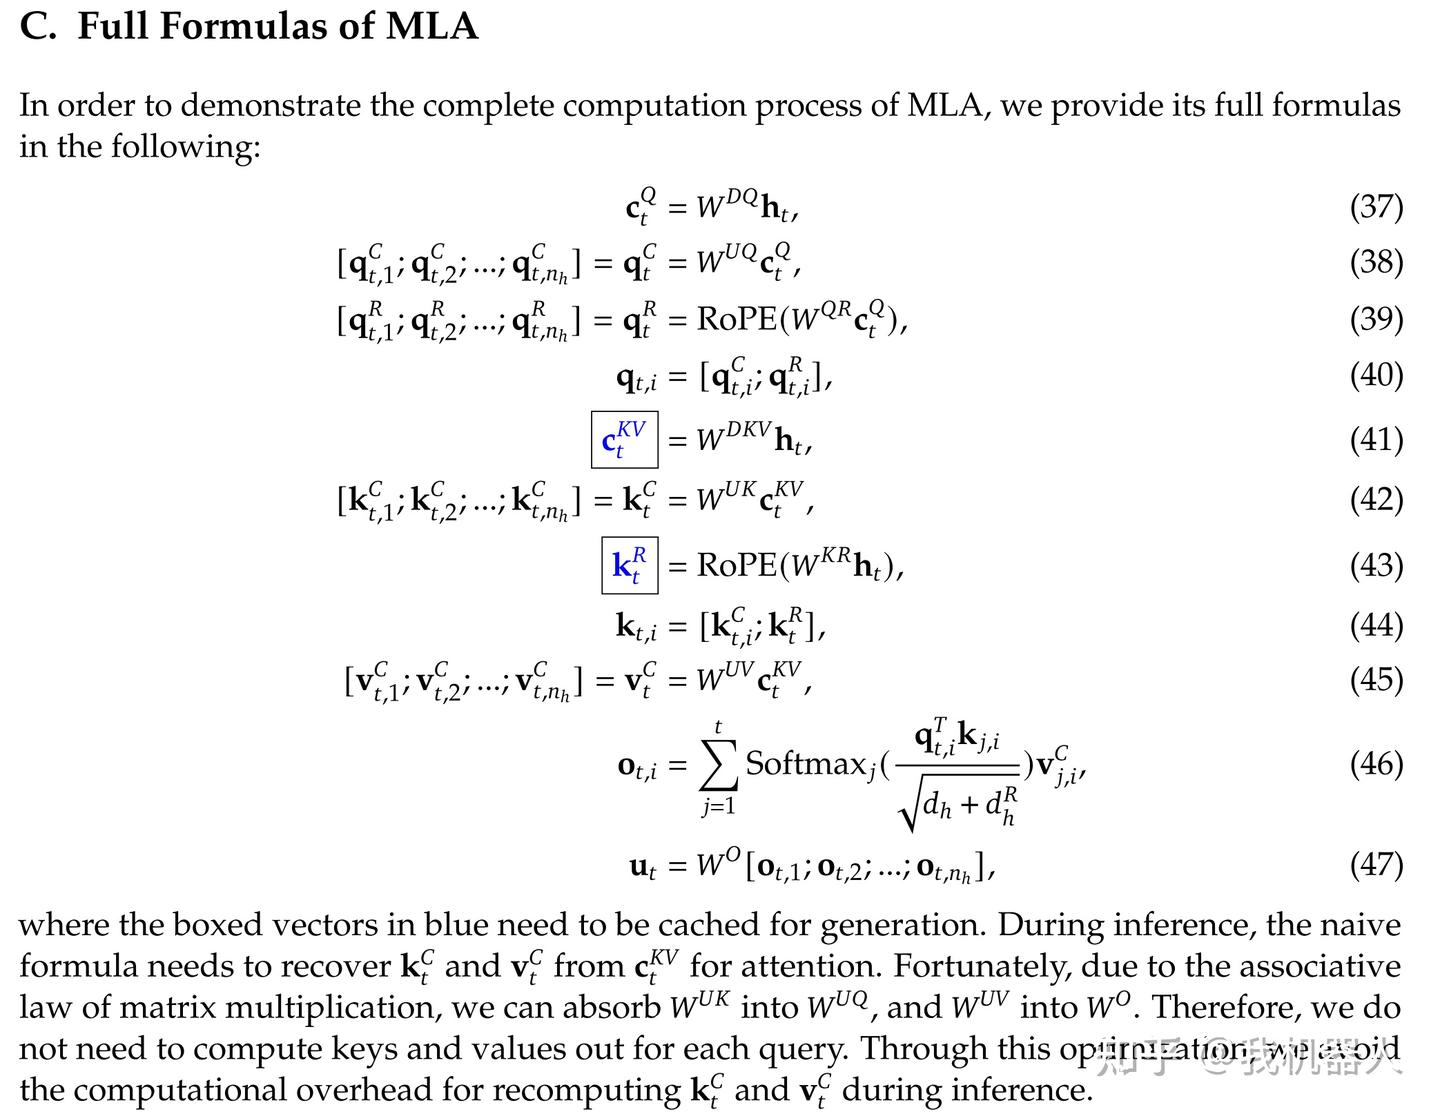 C. Full Formulas of MLA
In order to demonstrate the complete computation process of MLA, we provide its full formulas
in the following:
$\mathbf{c}_t^Q = W^{DQ}\mathbf{h}_t,$ (37)
$[\mathbf{q}_{t,1}^C; \mathbf{q}_{t,2}^C; ...; \mathbf{q}_{t,n_h}^C] = \mathbf{q}_t^C = W^{UQ}\mathbf{c}_t^Q,$ (38)
$[\mathbf{q}_{t,1}^R; \mathbf{q}_{t,2}^R; ...; \mathbf{q}_{t,n_h}^R] = \mathbf{q}_t^R = \mathrm{RoPE}(W^{QR}\mathbf{c}_t^Q),$ (39)
$\mathbf{q}_{t,i} = [\mathbf{q}_{t,i}^C; \mathbf{q}_{t,i}^R],$ (40)
$\boxed{\mathbf{c}_t^{KV}} = W^{DKV}\mathbf{h}_t,$ (41)
$[\mathbf{k}_{t,1}^C; \mathbf{k}_{t,2}^C; ...; \mathbf{k}_{t,n_h}^C] = \mathbf{k}_t^C = W^{UK}\mathbf{c}_t^{KV},$ (42)
$\boxed{\mathbf{k}_t^R} = \mathrm{RoPE}(W^{KR}\mathbf{h}_t),$ (43)
$\mathbf{k}_{t,i} = [\mathbf{k}_{t,i}^C; \mathbf{k}_t^R],$ (44)
$[\mathbf{v}_{t,1}^C; \mathbf{v}_{t,2}^C; ...; \mathbf{v}_{t,n_h}^C] = \mathbf{v}_t^C = W^{UV}\mathbf{c}_t^{KV},$ (45)
$\mathbf{o}_{t,i} = \sum_{j=1}^{t} \mathrm{Softmax}_j(\frac{\mathbf{q}_{t,i}^T \mathbf{k}_{j,i}}{\sqrt{d_h + d_h^R}})\mathbf{v}_{j,i}^C,$ (46)
$\mathbf{u}_t = W^O[\mathbf{o}_{t,1}; \mathbf{o}_{t,2}; ...; \mathbf{o}_{t,n_h}],$ (47)
where the boxed vectors in blue need to be cached for generation. During inference, the naive
formula needs to recover $\mathbf{k}_t^C$ and $\mathbf{v}_t^C$ from $\mathbf{c}_t^{KV}$ for attention. Fortunately, due to the associative
law of matrix multiplication, we can absorb $W^{UK}$ into $W^{UQ}$, and $W^{UV}$ into $W^O$. Therefore, we do
not need to compute keys and values out for each query. Through this optimization, we avoid
the computational overhead for recomputing $\mathbf{k}_t^C$ and $\mathbf{v}_t^C$ during inference.
知乎 @我机器人